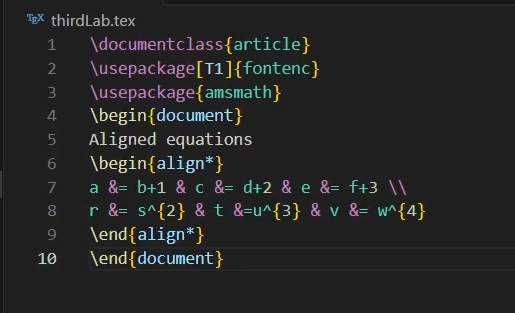 TEX thirdLab.tex
1 \documentclass{article}
2 \usepackage[T1]{fontenc}
3 \usepackage{amsmath}
4 \begin{document}
5 Aligned equations
6 \begin{align*}
7 a &= b+1 & c &= d+2 & e &= f+3 \\
8 r &= s^{2} & t &=u^{3} & v &= w^{4}
9 \end{align*}
10 \end{document}